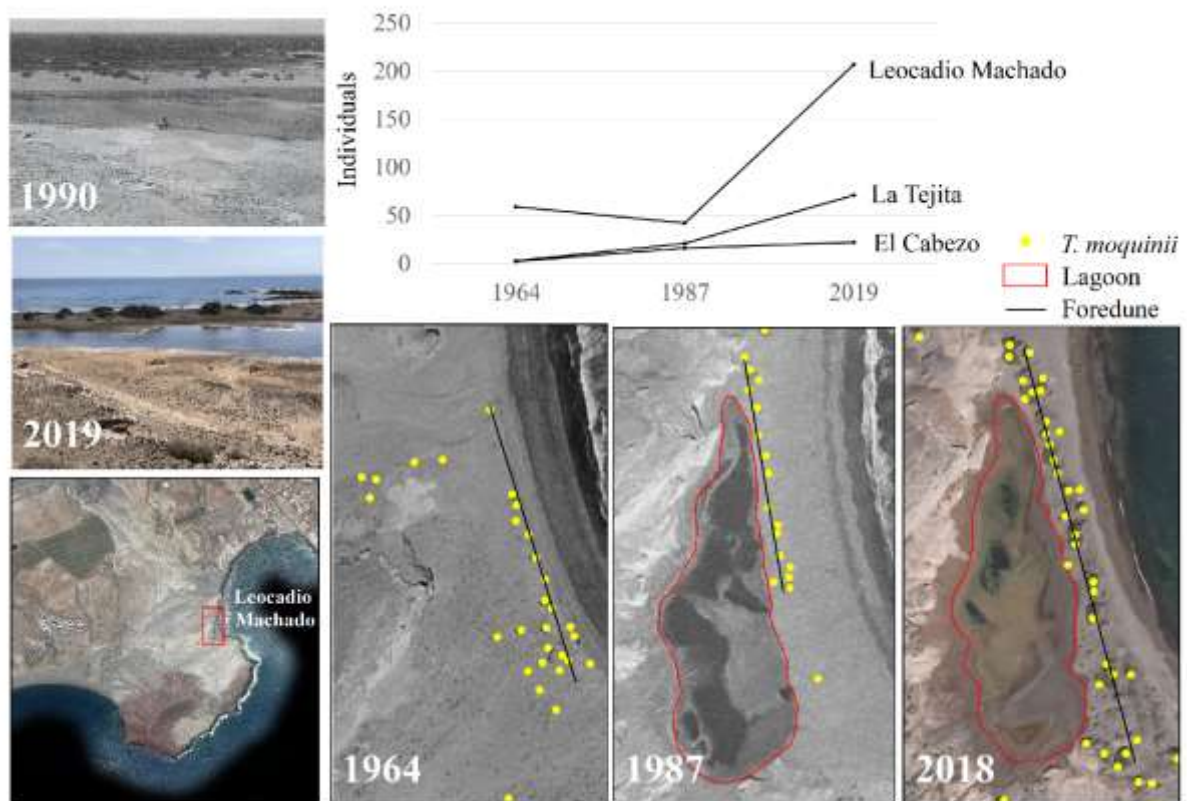 1990
2019
Leocadio
Machado
Individuals
250
200
150
100
50
0
1964
1987
2019
Leocadio Machado
La Tejita
El Cabezo
T. moquinii
Lagoon
Foredune
1964
1987
2018